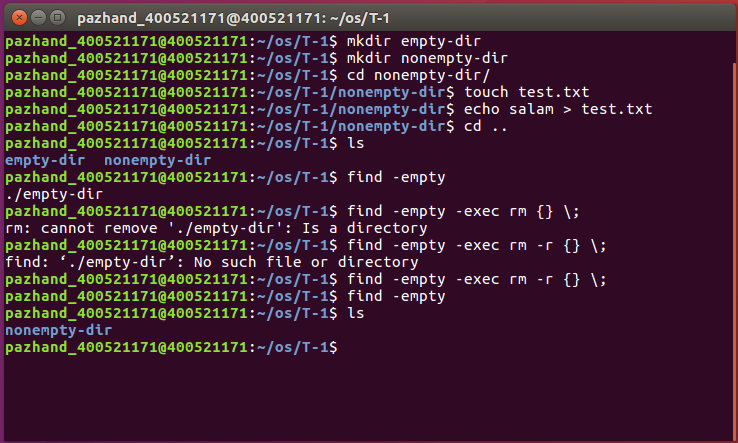 pazhand_400521171@400521171: ~/os/T-1
pazhand_400521171@400521171:~/os/T-1$ mkdir empty-dir
pazhand_400521171@400521171:~/os/T-1$ mkdir nonempty-dir
pazhand_400521171@400521171:~/os/T-1$ cd nonempty-dir/
pazhand_400521171@400521171:~/os/T-1/nonempty-dir$ touch test.txt
pazhand_400521171@400521171:~/os/T-1/nonempty-dir$ echo salam > test.txt
pazhand_400521171@400521171:~/os/T-1/nonempty-dir$ cd ..
pazhand_400521171@400521171:~/os/T-1$ ls
empty-dir  nonempty-dir
pazhand_400521171@400521171:~/os/T-1$ find -empty
./empty-dir
pazhand_400521171@400521171:~/os/T-1$ find -empty -exec rm {} \;
rm: cannot remove './empty-dir': Is a directory
pazhand_400521171@400521171:~/os/T-1$ find -empty -exec rm -r {} \;
find: ‘./empty-dir’: No such file or directory
pazhand_400521171@400521171:~/os/T-1$ find -empty -exec rm -r {} \;
pazhand_400521171@400521171:~/os/T-1$ find -empty
pazhand_400521171@400521171:~/os/T-1$ ls
nonempty-dir
pazhand_400521171@400521171:~/os/T-1$